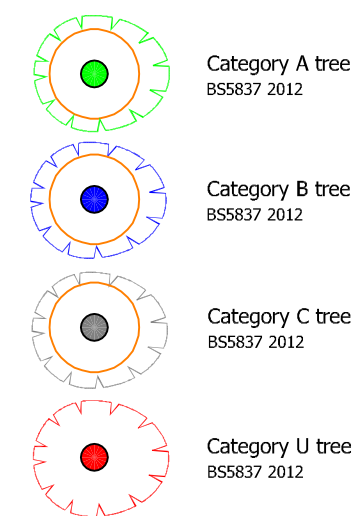 Category A tree
BS5837 2012
Category B tree
BS5837 2012
Category C tree
BS5837 2012
Category U tree
BS5837 2012